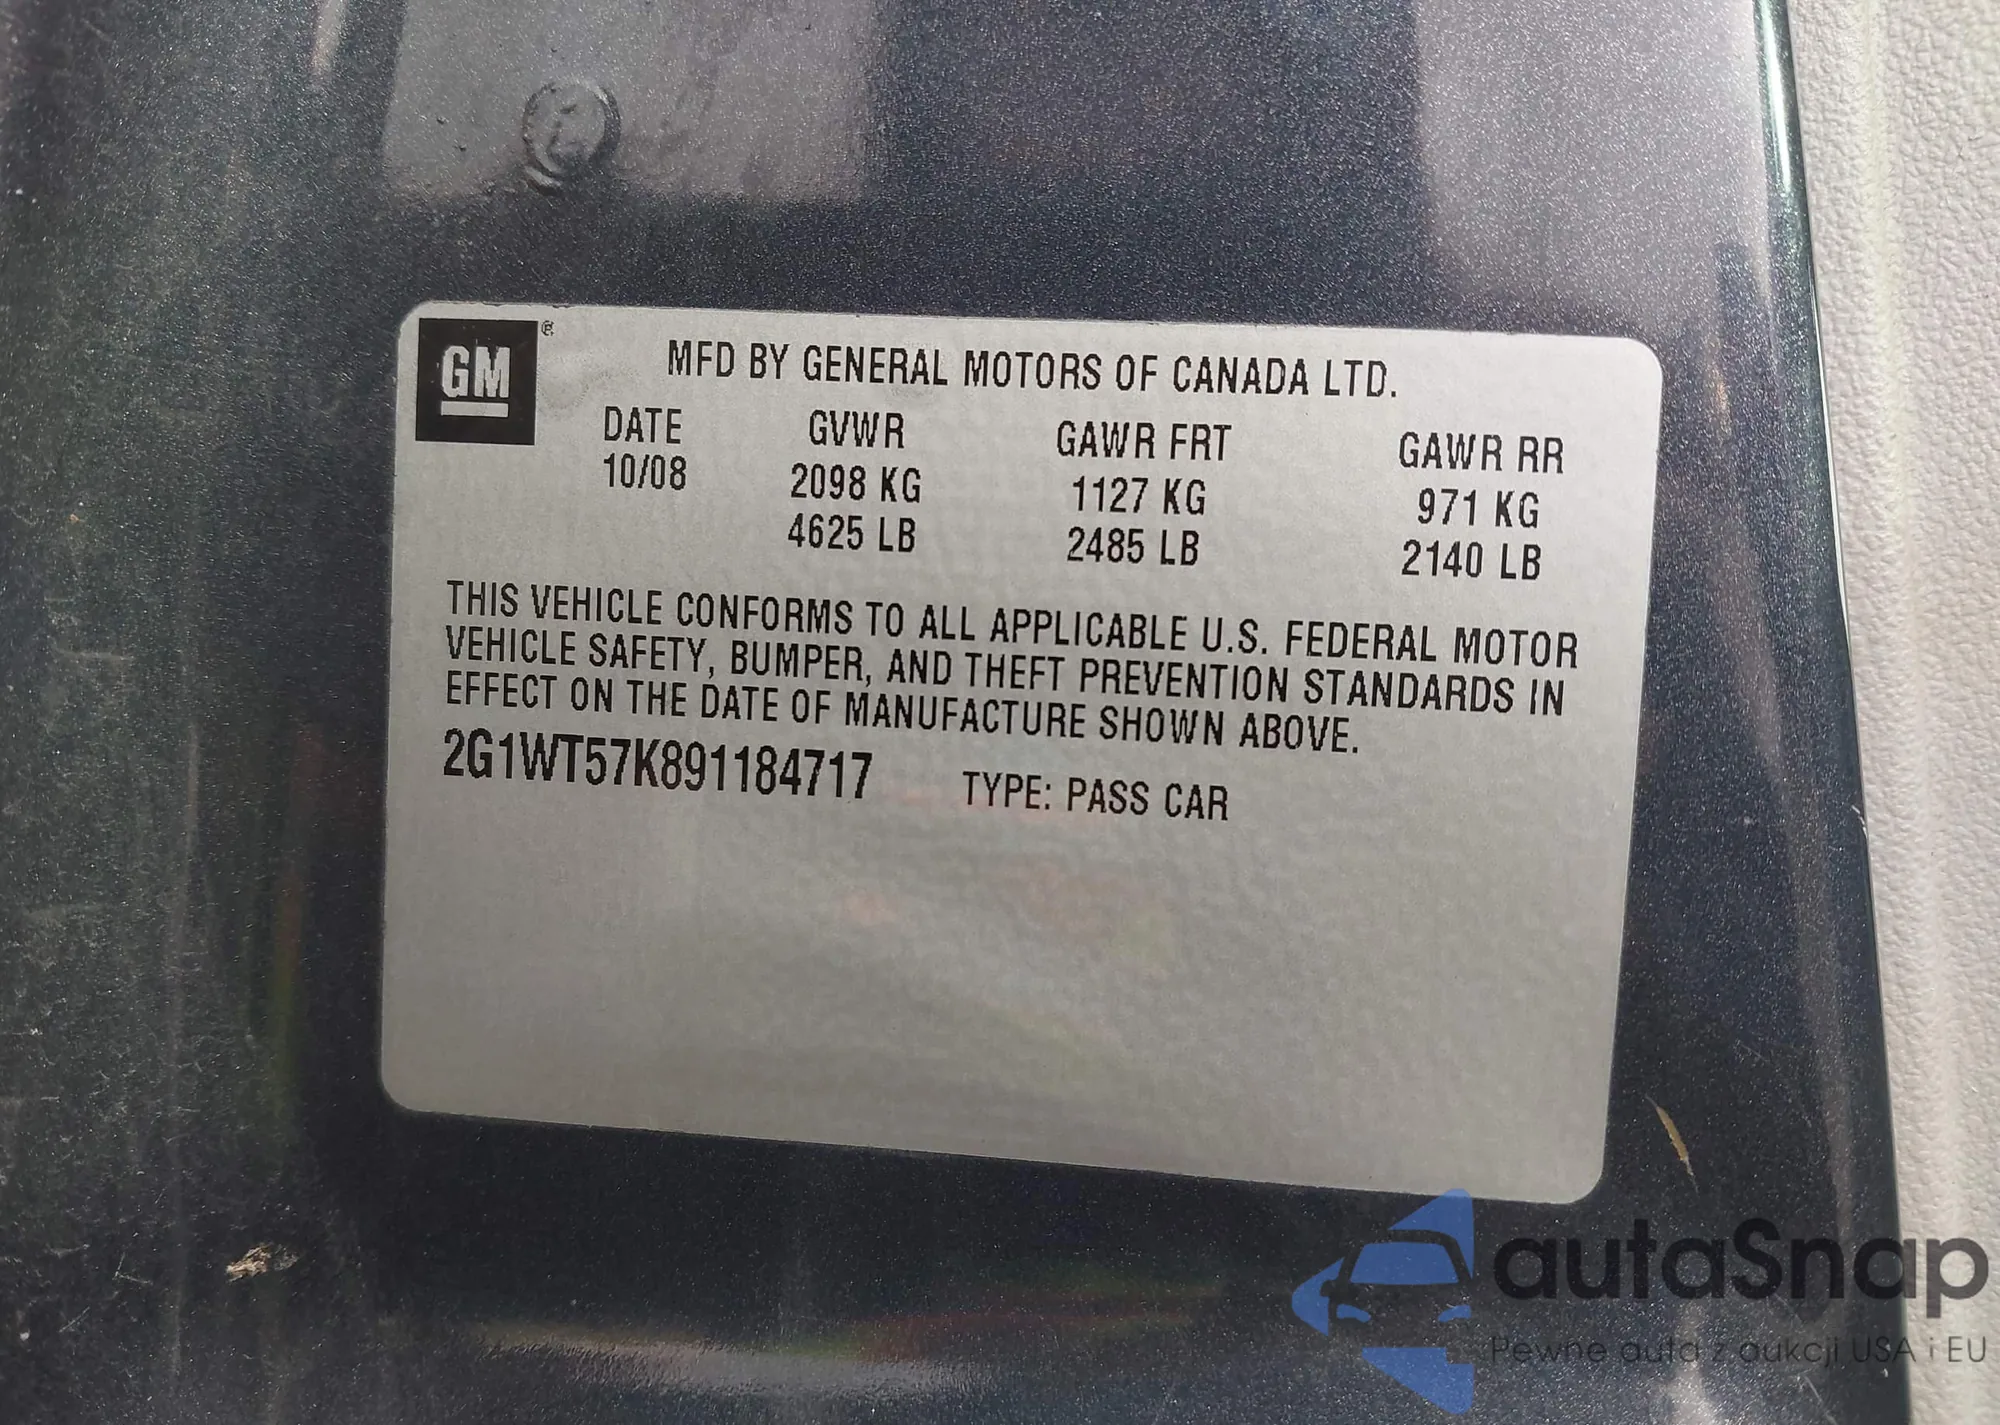 GM ®
MFD BY GENERAL MOTORS OF CANADA LTD.
DATE GVWR GAWR FRT GAWR RR
10/08 2098 KG 1127 KG 971 KG
4625 LB 2485 LB 2140 LB
THIS VEHICLE CONFORMS TO ALL APPLICABLE U.S. FEDERAL MOTOR
VEHICLE SAFETY, BUMPER, AND THEFT PREVENTION STANDARDS IN
EFFECT ON THE DATE OF MANUFACTURE SHOWN ABOVE.
2G1WT57K891184717 TYPE: PASS CAR
autaSnap
Pewne auta z aukcji USA i EU